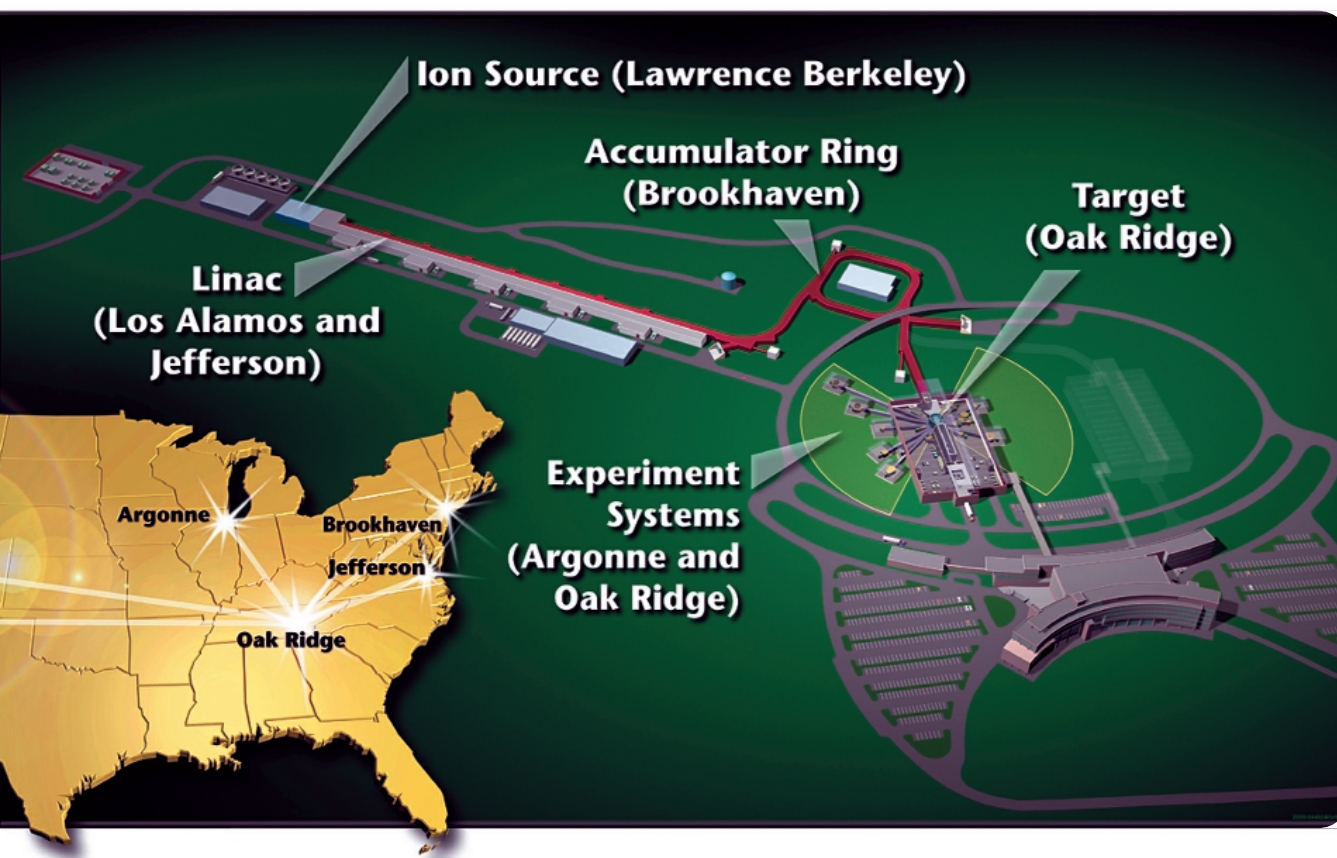 Ion Source (Lawrence Berkeley)
Accumulator Ring
(Brookhaven)
Target
(Oak Ridge)
Linac
(Los Alamos and
Jefferson)
Experiment
Systems
(Argonne and
Oak Ridge)
Argonne
Brookhaven
Jefferson
Oak Ridge